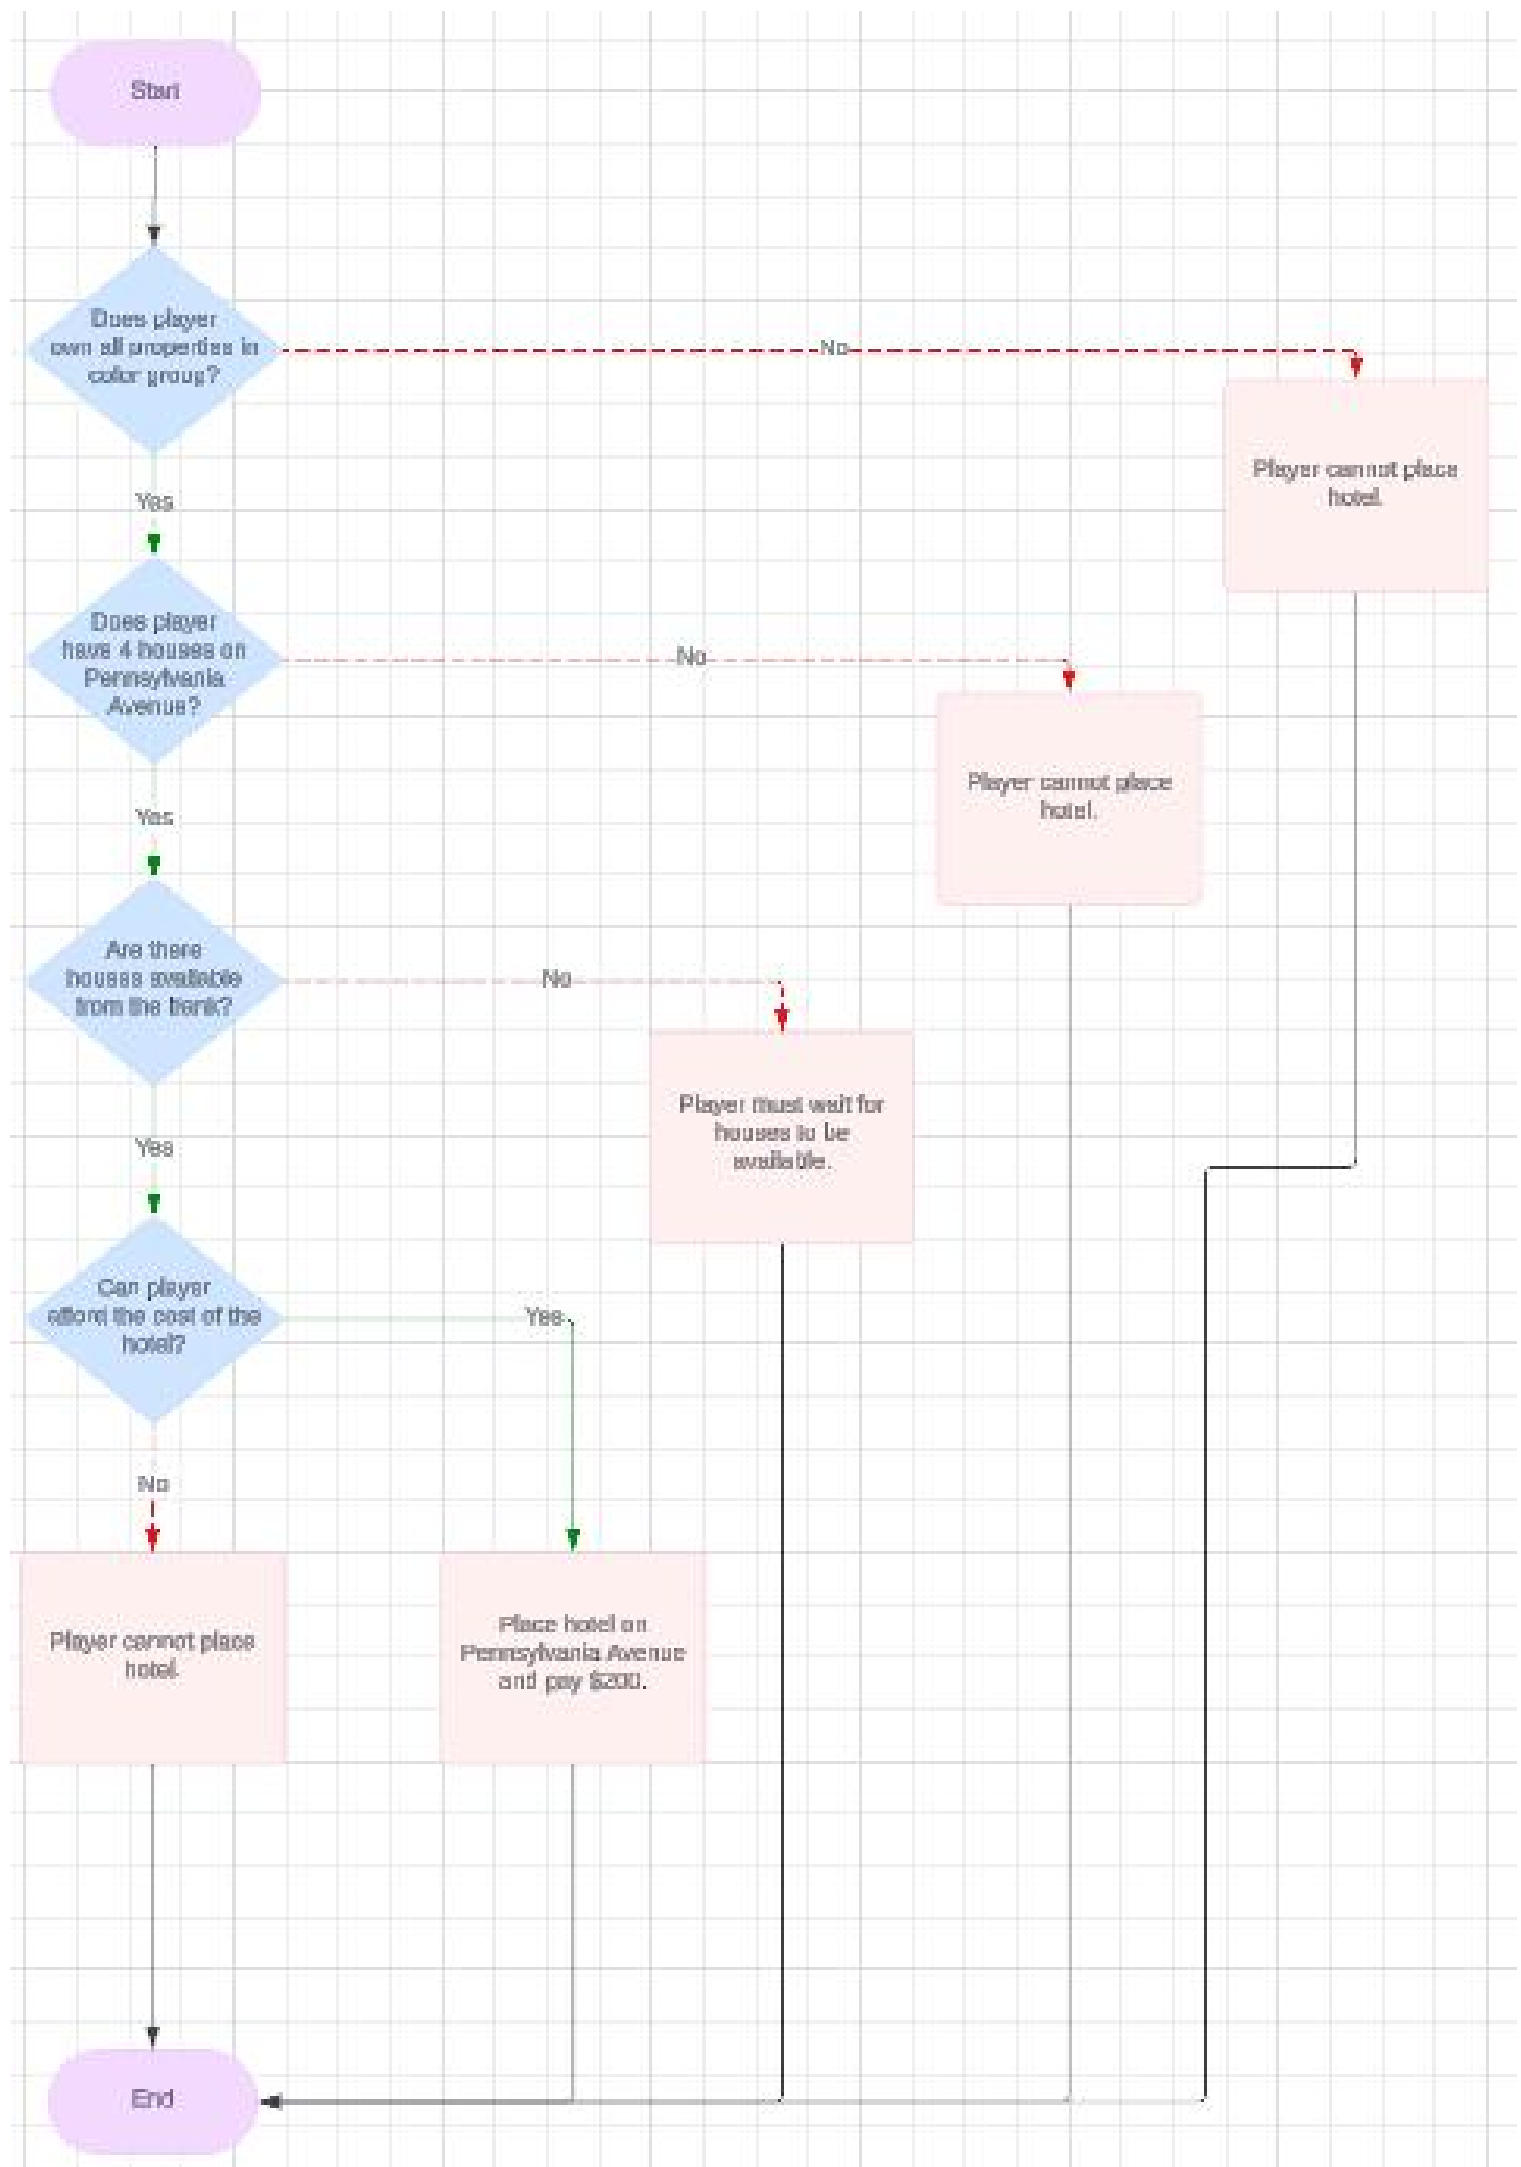 Start
Does player
own all properties in
color group?
No
Player cannot place
hotel.
Yes
Does player
have 4 houses on
Pennsylvania
Avenue?
No
Player cannot place
hotel.
Yes
Are there
houses available
from the bank?
No
Player must wait for
houses to be
available.
Yes
Can player
afford the cost of the
hotel?
Yes
No
Player cannot place
hotel.
Place hotel on
Pennsylvania Avenue
and pay $200.
End